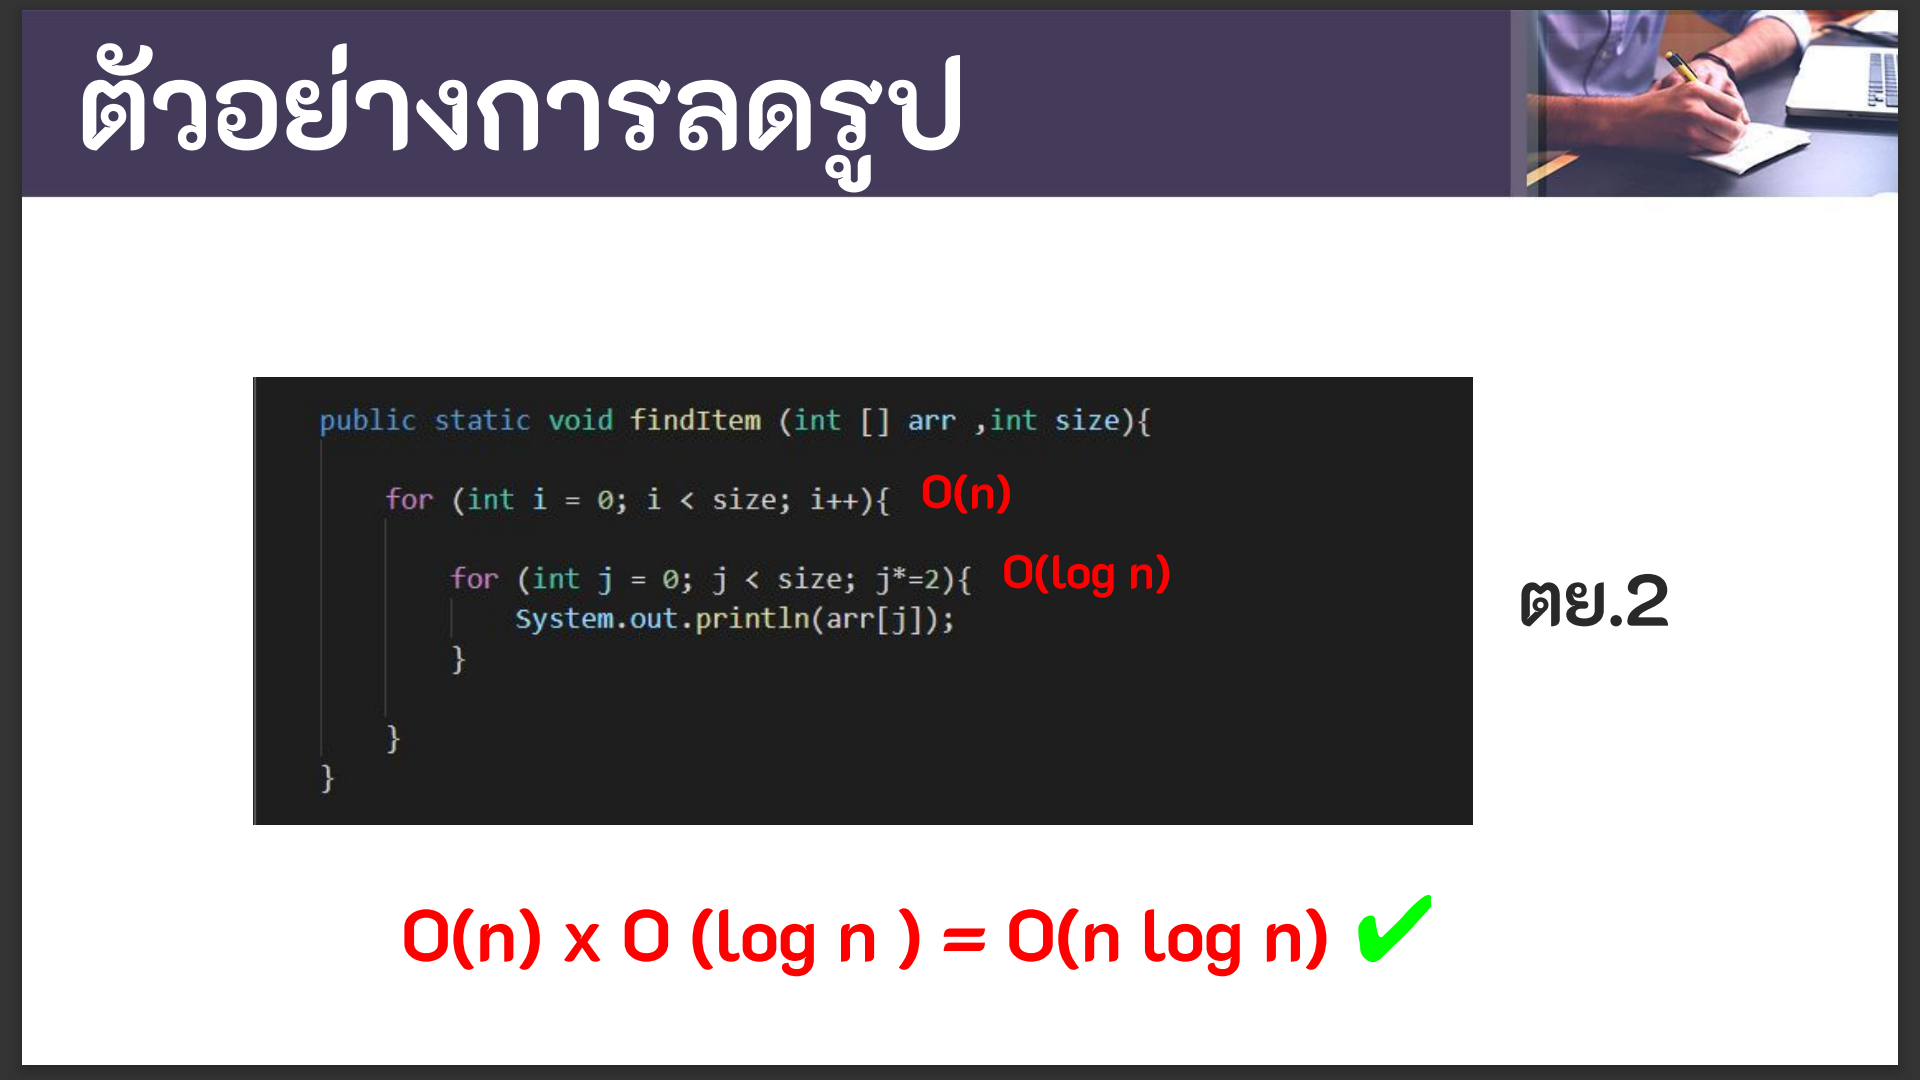 ตัวอย่างการลดรูป
public static void findItem (int [] arr ,int size){
for (int i = 0; i < size; i++){ O(n)
for (int j = 0; j < size; j*=2){ O(log n)
System.out.println(arr[j]);
}
}
}
ตย.2
O(n) x O (log n ) = O(n log n) ✔